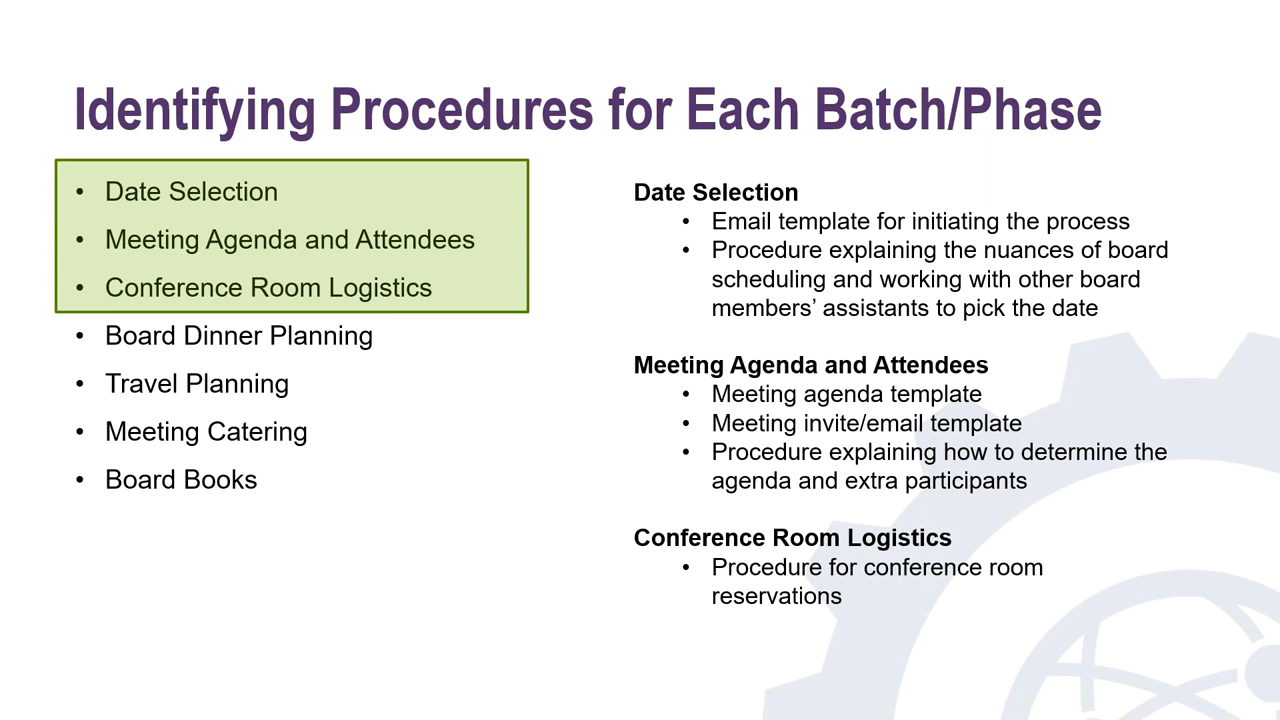 Identifying Procedures for Each Batch/Phase
• Date Selection
• Meeting Agenda and Attendees
• Conference Room Logistics
• Board Dinner Planning
• Travel Planning
• Meeting Catering
• Board Books
Date Selection
• Email template for initiating the process
• Procedure explaining the nuances of board
scheduling and working with other board
members’ assistants to pick the date
Meeting Agenda and Attendees
• Meeting agenda template
• Meeting invite/email template
• Procedure explaining how to determine the
agenda and extra participants
Conference Room Logistics
• Procedure for conference room
reservations